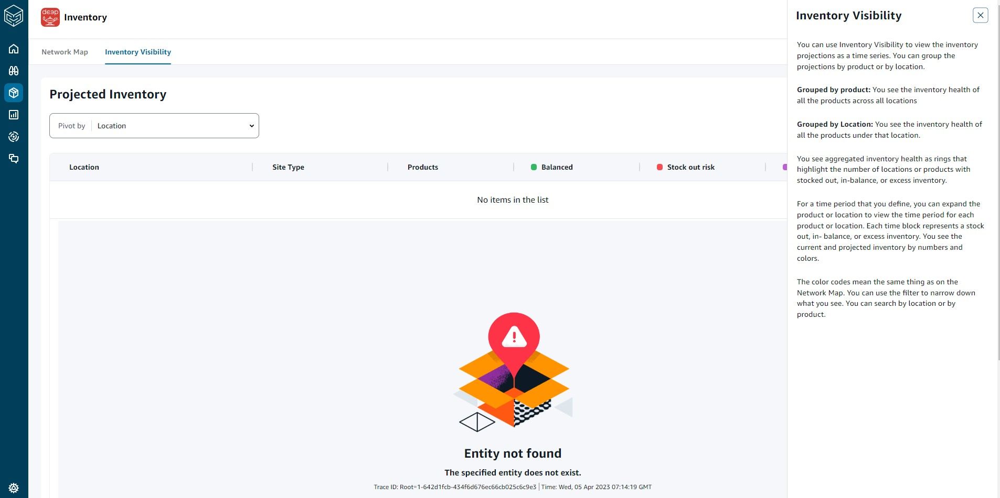 deep
Inventory
Network Map
Inventory Visibility
Projected Inventory
Pivot by
Location
Location
Site Type
Products
Balanced
Stock out risk
No items in the list
Entity not found
The specified entity does not exist.
Trace ID: Root=1-642d1fcb-434f6d676ec66cb025c6c9e3 | Time: Wed, 05 Apr 2023 07:14:19 GMT
Inventory Visibility
You can use Inventory Visibility to view the inventory
projections as a time series. You can group the
projections by product or by location.
Grouped by product: You see the inventory health of
all the products across all locations
Grouped by Location: You see the inventory health of
all the products under that location.
You see aggregated inventory health as rings that
highlight the number of locations or products with
stocked out, in-balance, or excess inventory.
For a time period that you define, you can expand the
product or location to view the time period for each
product or location. Each time block represents a stock
out, in- balance, or excess inventory. You see the
current and projected inventory by numbers and
colors.
The color codes mean the same thing as on the
Network Map. You can use the filter to narrow down
what you see. You can search by location or by
product.